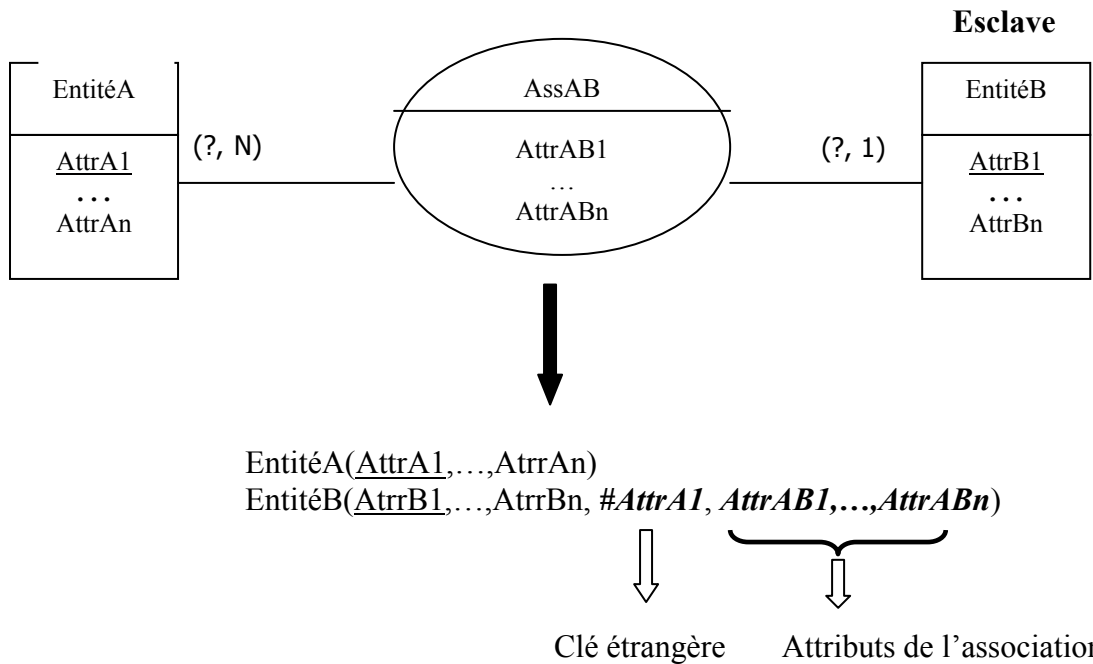 Esclave
EntitéA
AssAB
EntitéB
AttrA1
(?, N)
AttrAB1
(?, 1)
AttrB1
...
...
...
AttrAn
AttrABn
AttrBn
EntitéA(AttrA1,…,AtrrAn)
EntitéB(AtrrB1,…,AtrrBn, #AttrA1, AttrAB1,…,AttrABn)
Clé étrangère
Attributs de l’association